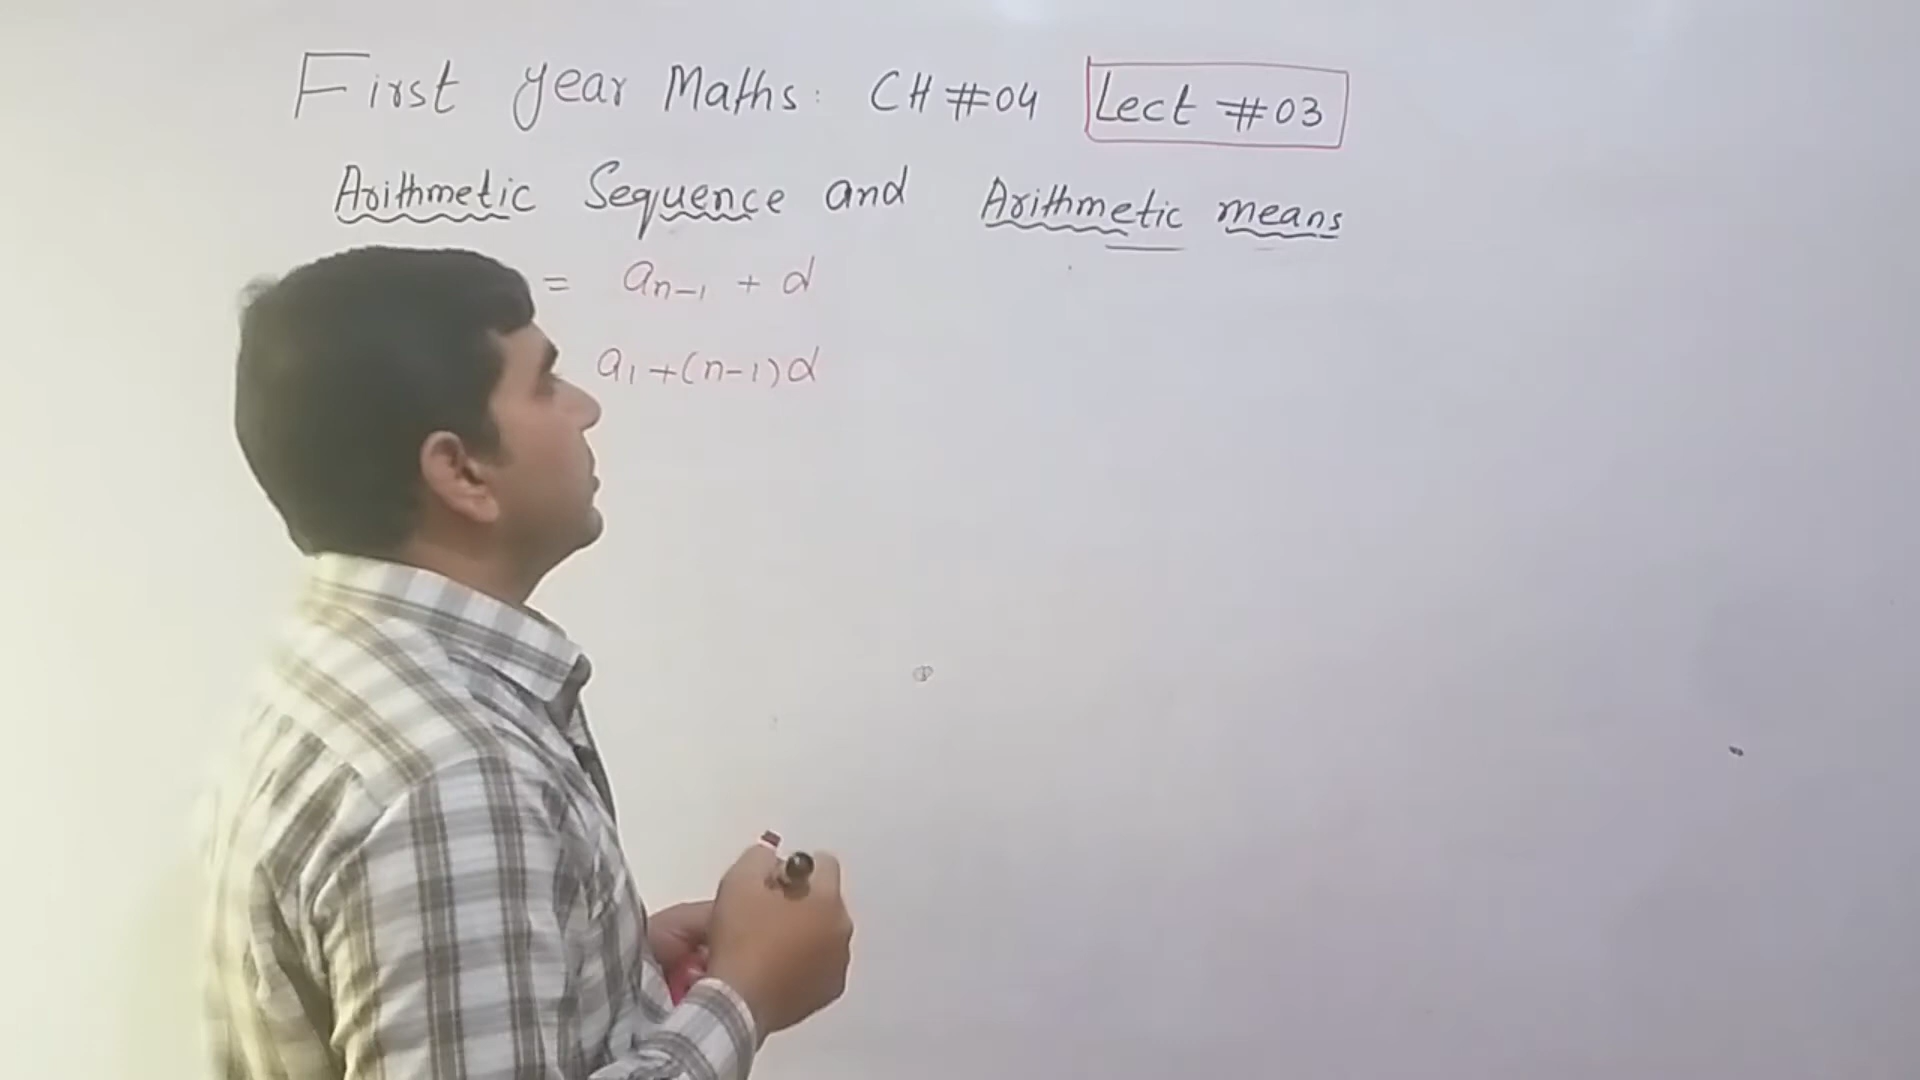 First year Maths: CH #04 Lect #03
Arithmetic Sequence and Arithmetic means
= aₙ₋₁ + d
a₁+(n-1)d